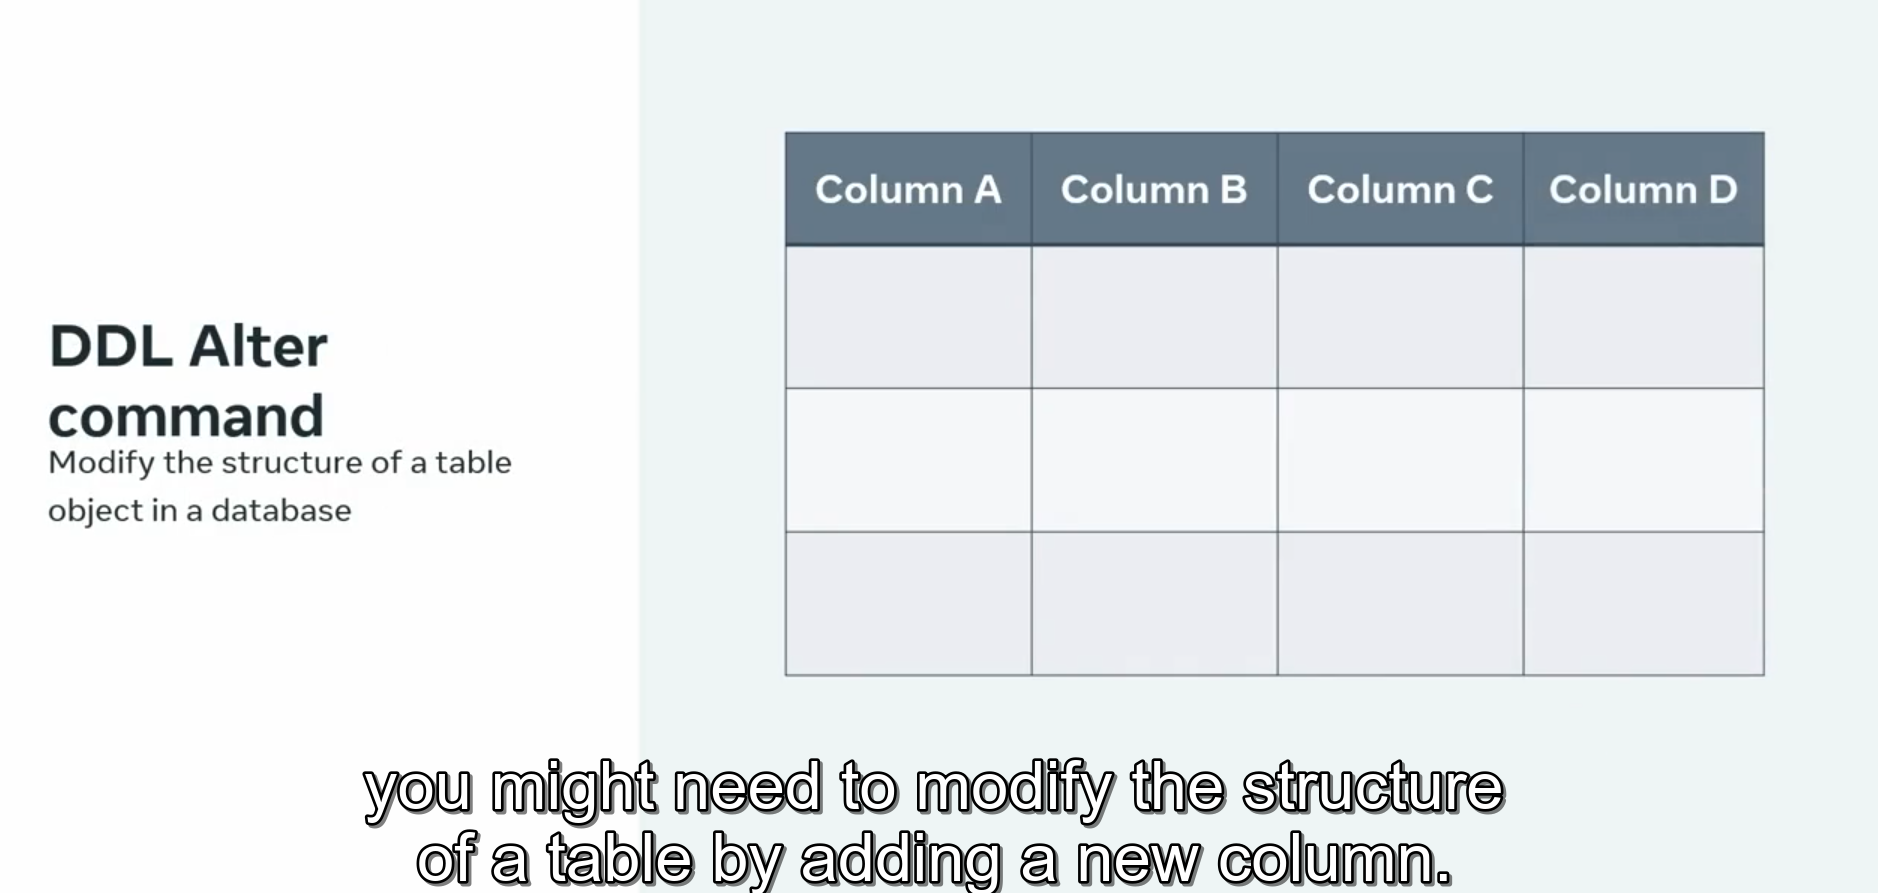 DDL Alter
command
Modify the structure of a table
object in a database
Column A Column B Column C Column D
you might need to modify the structure
of a table by adding a new column.